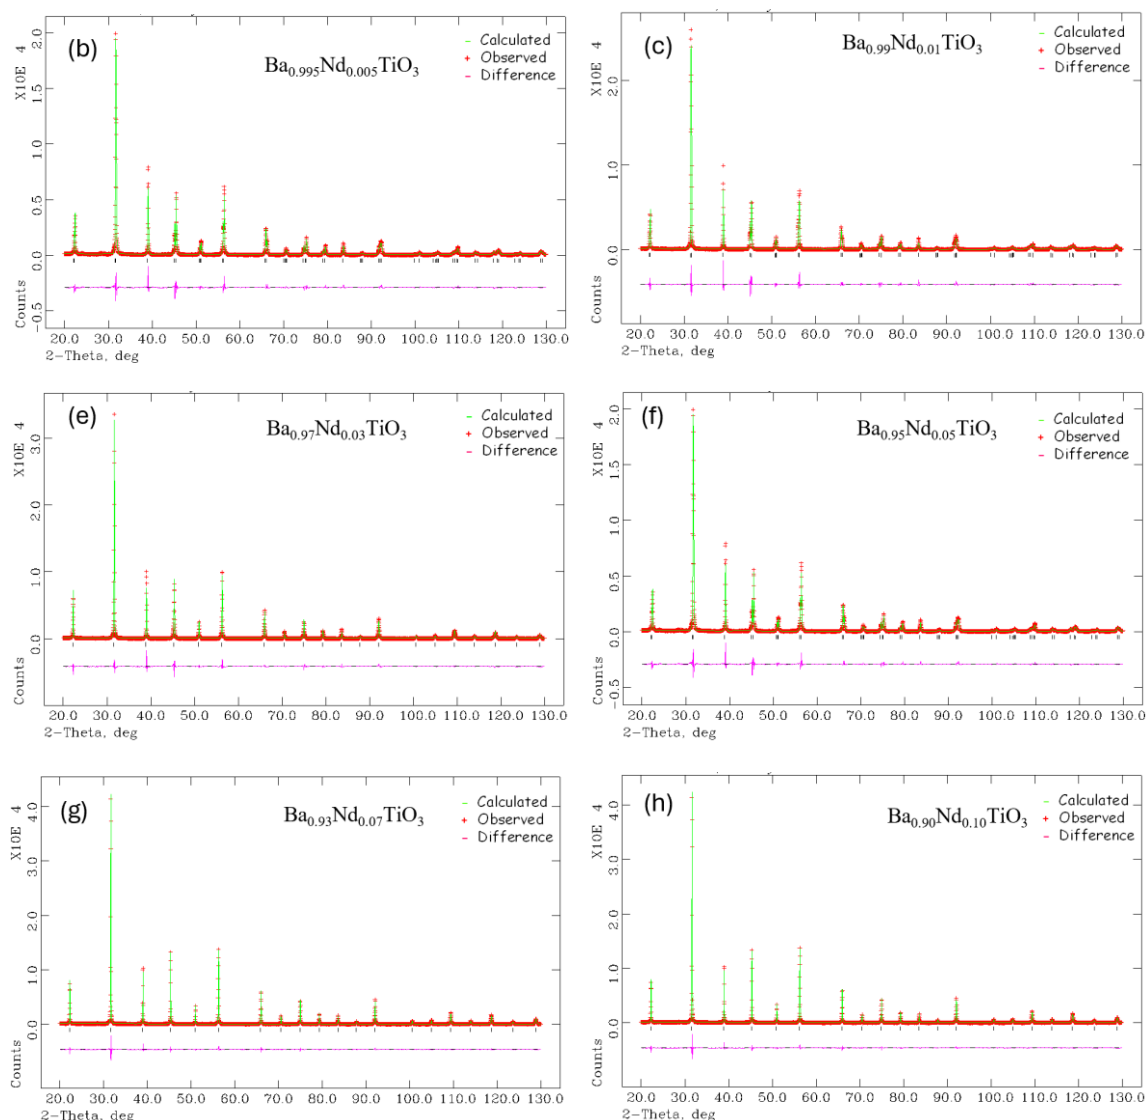 (b)
Ba0.995Nd0.005TiO3
Calculated
Observed
Difference
X10E 4
Counts
2.0
1.5
1.0
0.5
0.0
−0.5
20.0 30.0 40.0 50.0 60.0 70.0 80.0 90.0 100.0 110.0 120.0 130.0
2−Theta, deg
(c)
Ba0.99Nd0.01TiO3
Calculated
Observed
Difference
X10E 4
Counts
2.0
1.0
0.0
20.0 30.0 40.0 50.0 60.0 70.0 80.0 90.0 100.0 110.0 120.0 130.0
2−Theta, deg
(e)
Ba0.97Nd0.03TiO3
Calculated
Observed
Difference
X10E 4
Counts
3.0
2.0
1.0
0.0
20.0 30.0 40.0 50.0 60.0 70.0 80.0 90.0 100.0 110.0 120.0 130.0
2−Theta, deg
(f)
Ba0.95Nd0.05TiO3
Calculated
Observed
Difference
X10E 4
Counts
2.0
1.5
1.0
0.5
0.0
−0.5
20.0 30.0 40.0 50.0 60.0 70.0 80.0 90.0 100.0 110.0 120.0 130.0
2−Theta, deg
(g)
Ba0.93Nd0.07TiO3
Calculated
Observed
Difference
X10E 4
Counts
4.0
3.0
2.0
1.0
0.0
20.0 30.0 40.0 50.0 60.0 70.0 80.0 90.0 100.0 110.0 120.0 130.0
2−Theta, deg
(h)
Ba0.90Nd0.10TiO3
Calculated
Observed
Difference
X10E 4
Counts
4.0
3.0
2.0
1.0
0.0
20.0 30.0 40.0 50.0 60.0 70.0 80.0 90.0 100.0 110.0 120.0 130.0
2−Theta, deg